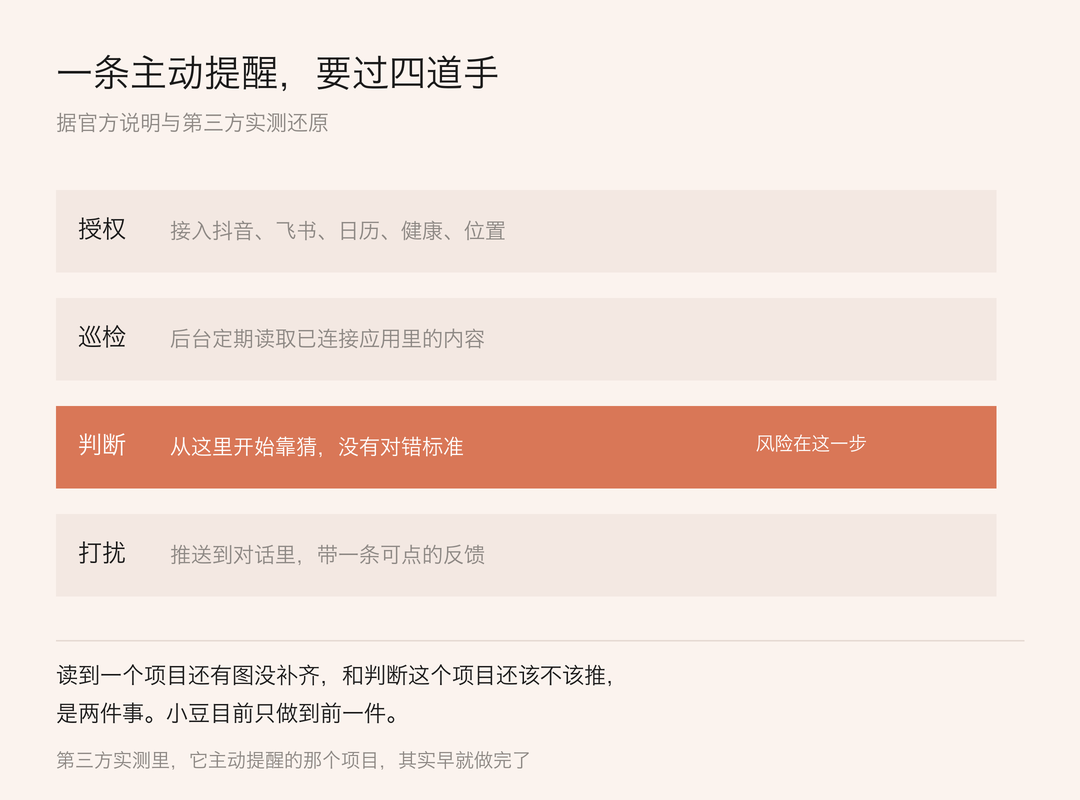 一条主动提醒，要过四道手
据官方说明与第三方实测还原
授权 接入抖音、飞书、日历、健康、位置
巡检 后台定期读取已连接应用里的内容
判断 从这里开始靠猜，没有对错标准 风险在这一步
打扰 推送到对话里，带一条可点的反馈
读到一个项目还有图没补齐，和判断这个项目还该不该推，
是两件事。小豆目前只做到前一件。
第三方实测里，它主动提醒的那个项目，其实早就做完了